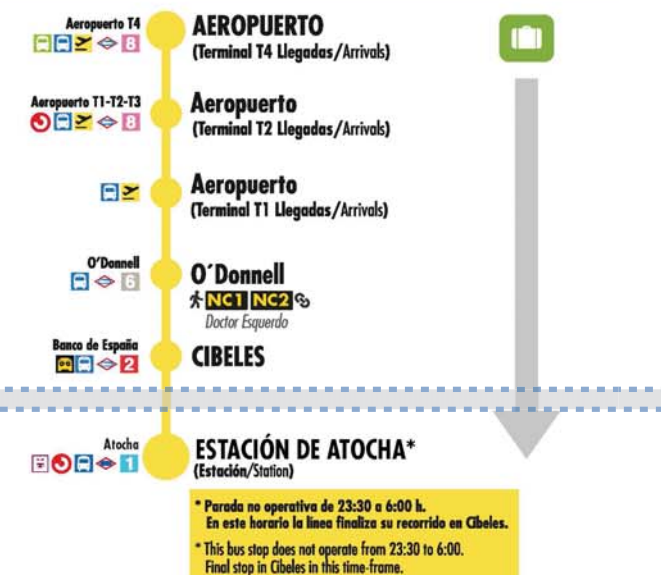 Aeropuerto T4
8
AEROPUERTO
(Terminal T4 Llegadas/Arrivals)
Aeropuerto T1-T2-T3
8
Aeropuerto
(Terminal T2 Llegadas/Arrivals)
Aeropuerto
(Terminal T1 Llegadas/Arrivals)
O'Donnell
6
O´Donnell
NC1 NC2
Doctor Esquerdo
Banco de España
2
CIBELES
Atocha
1
ESTACIÓN DE ATOCHA*
(Estación/Station)
* Parada no operativa de 23:30 a 6:00 h.
En este horario la línea finaliza su recorrido en Cibeles.
* This bus stop does not operate from 23:30 to 6:00.
Final stop in Cibeles in this time-frame.